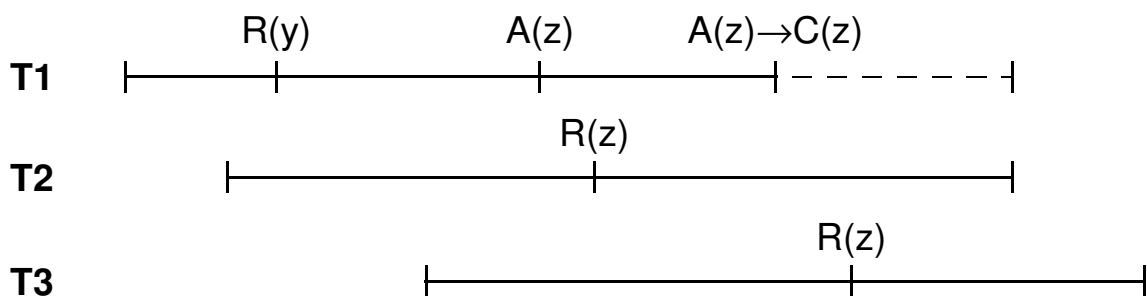 R(y) A(z) A(z)→C(z)
T1
R(z)
T2
R(z)
T3